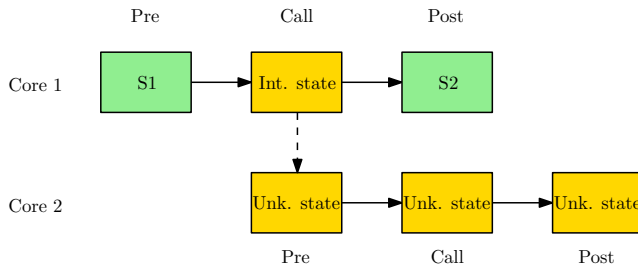 Pre Call Post
Core 1 S1 Int. state S2
Core 2 Unk. state Unk. state Unk. state
Pre Call Post